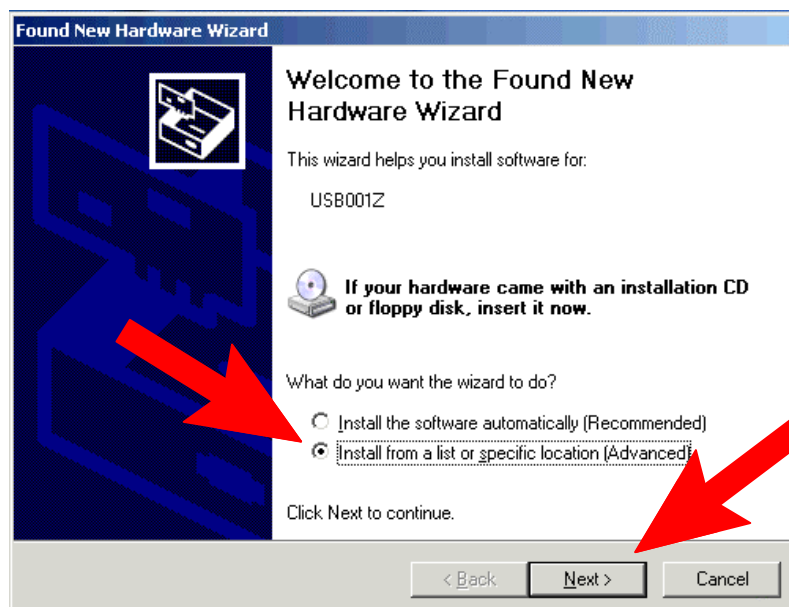 Found New Hardware Wizard
Welcome to the Found New
Hardware Wizard
This wizard helps you install software for:
USB001Z
If your hardware came with an installation CD
or floppy disk, insert it now.
What do you want the wizard to do?
Install the software automatically (Recommended)
Install from a list or specific location (Advanced)
Click Next to continue.
< Back Next > Cancel